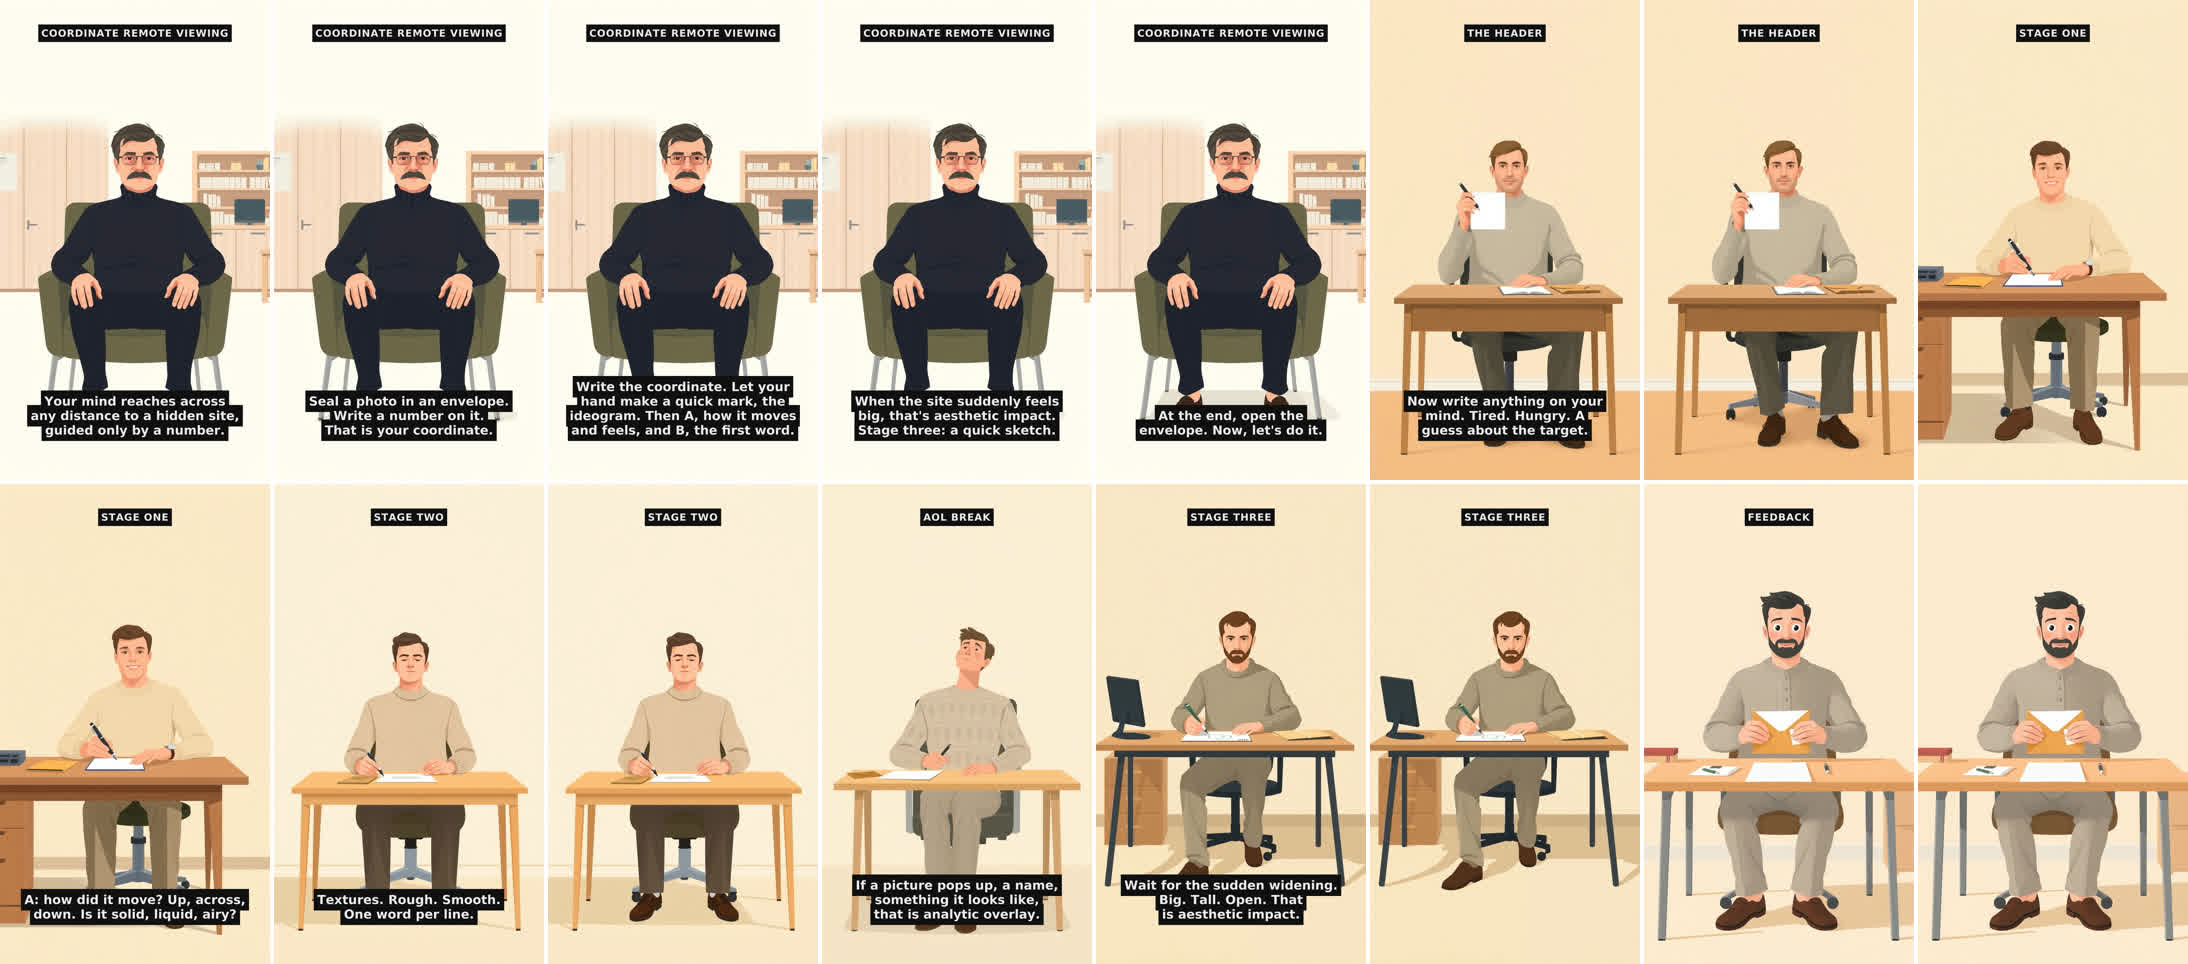 COORDINATE REMOTE VIEWING
Your mind reaches across
any distance to a hidden site,
guided only by a number.
COORDINATE REMOTE VIEWING
Seal a photo in an envelope.
Write a number on it.
That is your coordinate.
COORDINATE REMOTE VIEWING
Write the coordinate. Let your
hand make a quick mark, the
ideogram. Then A, how it moves
and feels, and B, the first word.
COORDINATE REMOTE VIEWING
When the site suddenly feels
big, that's aesthetic impact.
Stage three: a quick sketch.
COORDINATE REMOTE VIEWING
At the end, open the
envelope. Now, let's do it.
THE HEADER
Now write anything on your
mind. Tired. Hungry. A
guess about the target.
THE HEADER
STAGE ONE
STAGE ONE
A: how did it move? Up, across,
down. Is it solid, liquid, airy?
STAGE TWO
Textures. Rough. Smooth.
One word per line.
STAGE TWO
AOL BREAK
If a picture pops up, a name,
something it looks like,
that is analytic overlay.
STAGE THREE
Wait for the sudden widening.
Big. Tall. Open. That
is aesthetic impact.
STAGE THREE
FEEDBACK